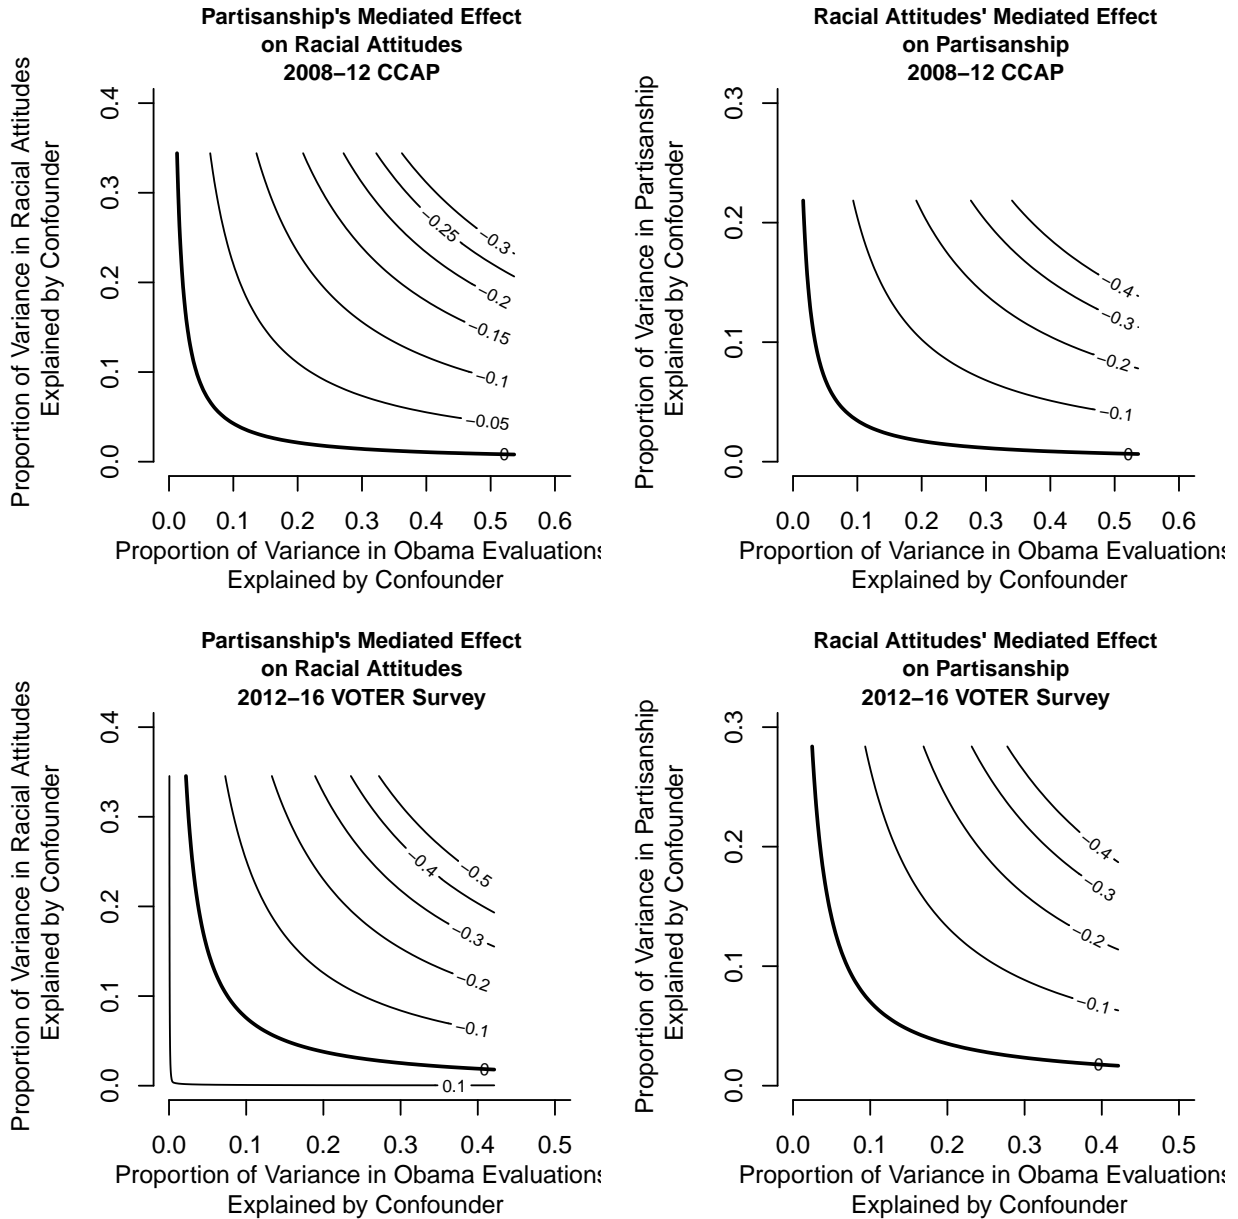 Partisanship's Mediated Effect
on Racial Attitudes
2008–12 CCAP
Proportion of Variance in Racial Attitudes
Explained by Confounder
0.4
0.3
0.2
0.1
0.0
−0.3
−0.25
−0.2
−0.15
−0.1
−0.05
0
0.0 0.1 0.2 0.3 0.4 0.5 0.6
Proportion of Variance in Obama Evaluations
Explained by Confounder
Racial Attitudes' Mediated Effect
on Partisanship
2008–12 CCAP
Proportion of Variance in Partisanship
Explained by Confounder
0.3
0.2
0.1
0.0
−0.4
−0.3
−0.2
−0.1
0
0.0 0.1 0.2 0.3 0.4 0.5 0.6
Proportion of Variance in Obama Evaluations
Explained by Confounder
Partisanship's Mediated Effect
on Racial Attitudes
2012–16 VOTER Survey
Proportion of Variance in Racial Attitudes
Explained by Confounder
0.4
0.3
0.2
0.1
0.0
−0.5
−0.4
−0.3
−0.2
−0.1
0
0.1
0.0 0.1 0.2 0.3 0.4 0.5
Proportion of Variance in Obama Evaluations
Explained by Confounder
Racial Attitudes' Mediated Effect
on Partisanship
2012–16 VOTER Survey
Proportion of Variance in Partisanship
Explained by Confounder
0.3
0.2
0.1
0.0
−0.4
−0.3
−0.2
−0.1
0
0.0 0.1 0.2 0.3 0.4 0.5
Proportion of Variance in Obama Evaluations
Explained by Confounder